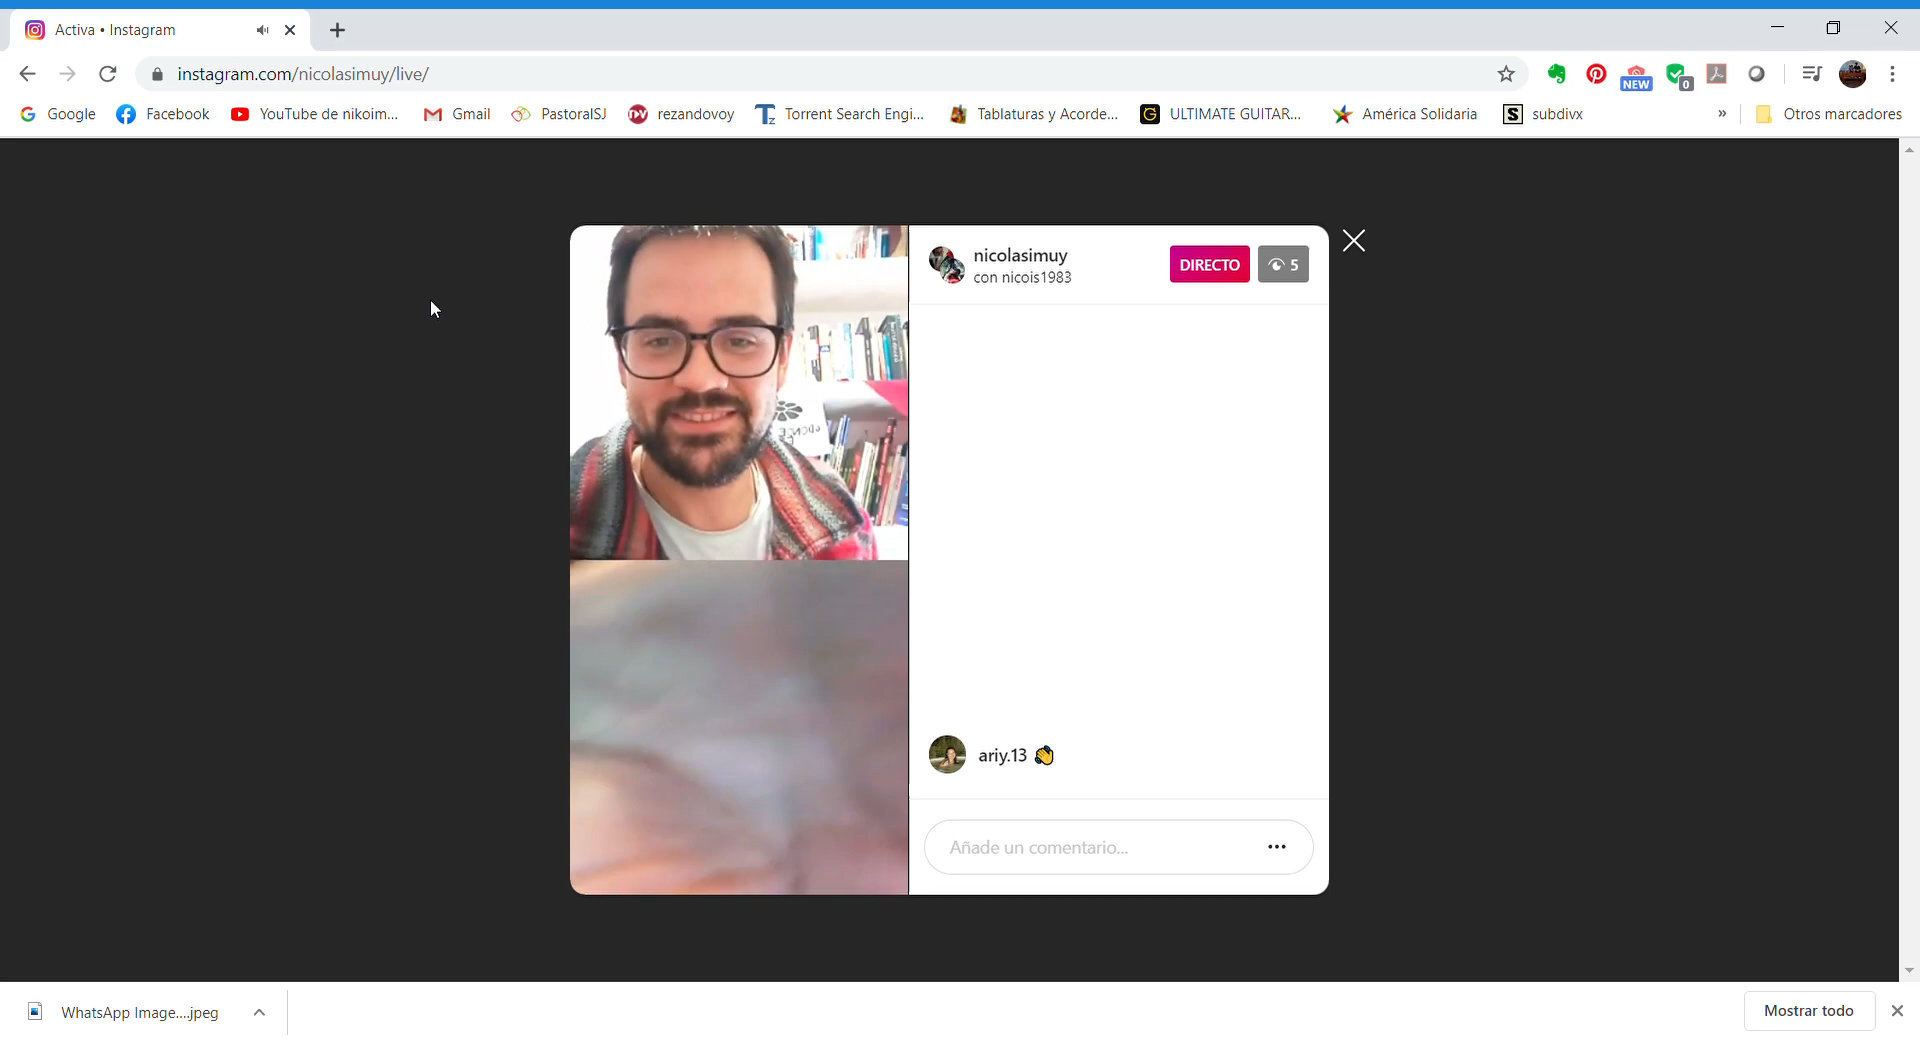 Activa • Instagram
instagram.com/nicolasimuy/live/
NEW
0
Google
Facebook
YouTube de nikoim...
Gmail
PastoralSJ
rezandovoy
Torrent Search Engi...
Tablaturas y Acorde...
ULTIMATE GUITAR...
América Solidaria
subdivx
»
Otros marcadores
nicolasimuy
con nicois1983
DIRECTO
5
ariy.13 👏
Añade un comentario...
WhatsApp Image....jpeg
Mostrar todo